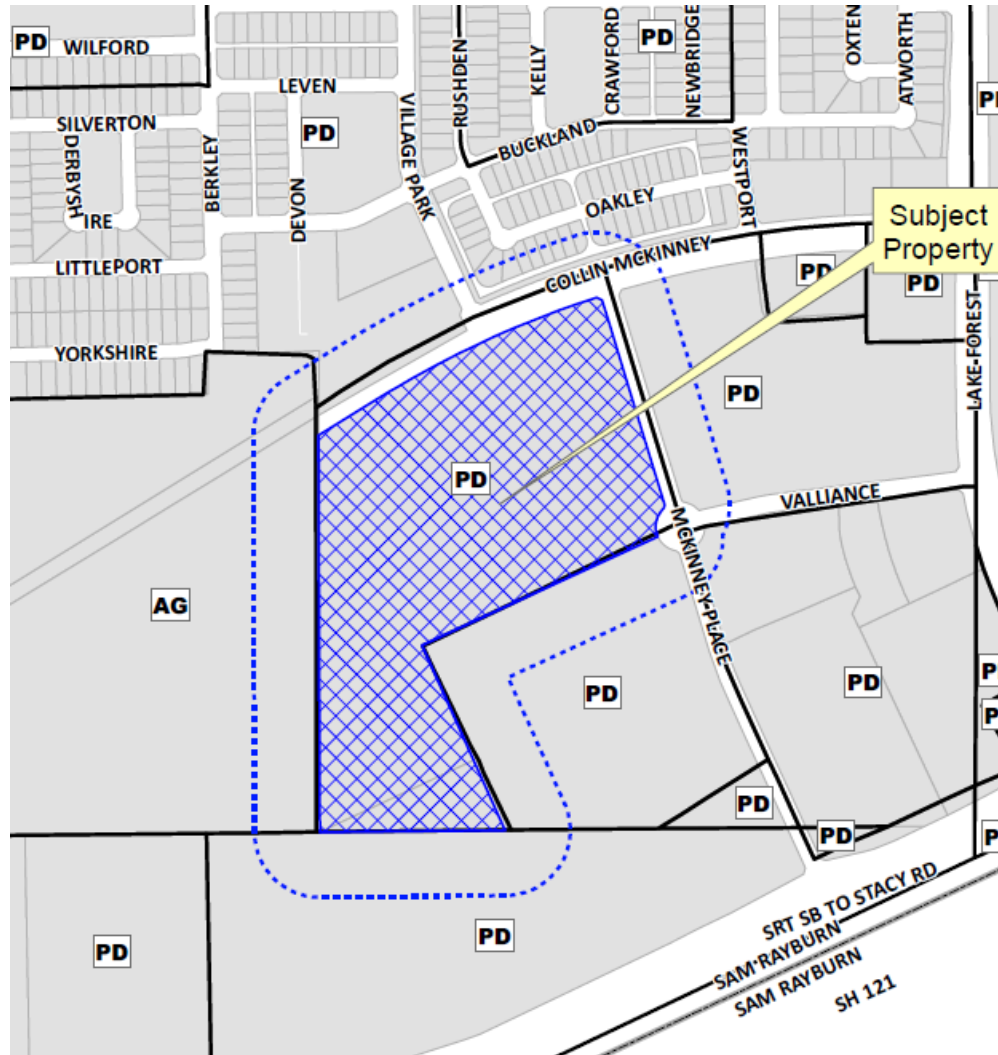 PD
WILFORD
SILVERTON
DERBYSH
IRE
LITTLEPORT
YORKSHIRE
BERKLEY
LEVEN
PD
DEVON
VILLAGE PARK
RUSHDEN
KELLY
CRAWFORD
PD
NEWBRIDGE
BUCKLAND
OAKLEY
WESTPORT
OXTEN
ATWORTH
COLLIN MCKINNEY
Subject
Property
PD
PD
LAKE FOREST
PD
PD
VALLIANCE
MCKINNEY PLACE
AG
PD
PD
PD
PD
PD
PD
SRT SB TO STACY RD
SAM RAYBURN
SAM RAYBURN
SH 121